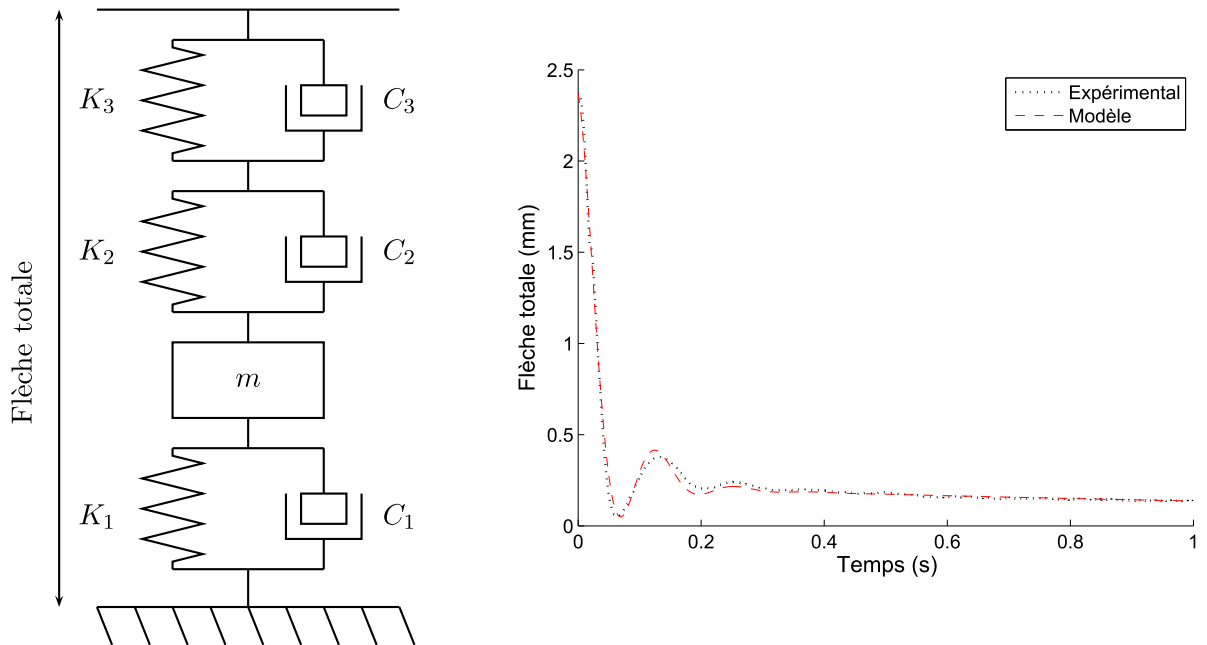 Flèche totale
K₃
C₃
K₂
C₂
m
K₁
C₁
2.5
2
1.5
1
0.5
0
Flèche totale (mm)
Expérimental
Modèle
0
0.2
0.4
0.6
0.8
1
Temps (s)